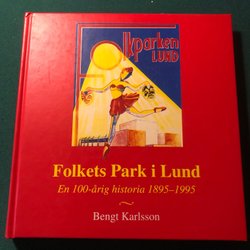 lkparken
LUND
Folkets Park i Lund
En 100-årig historia 1895–1995
Bengt Karlsson